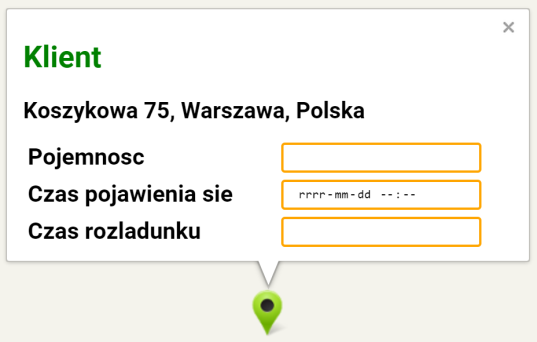 Klient
Koszykowa 75, Warszawa, Polska
Pojemnosc
Czas pojawienia sie rrrr-mm-dd --:--
Czas rozladunku